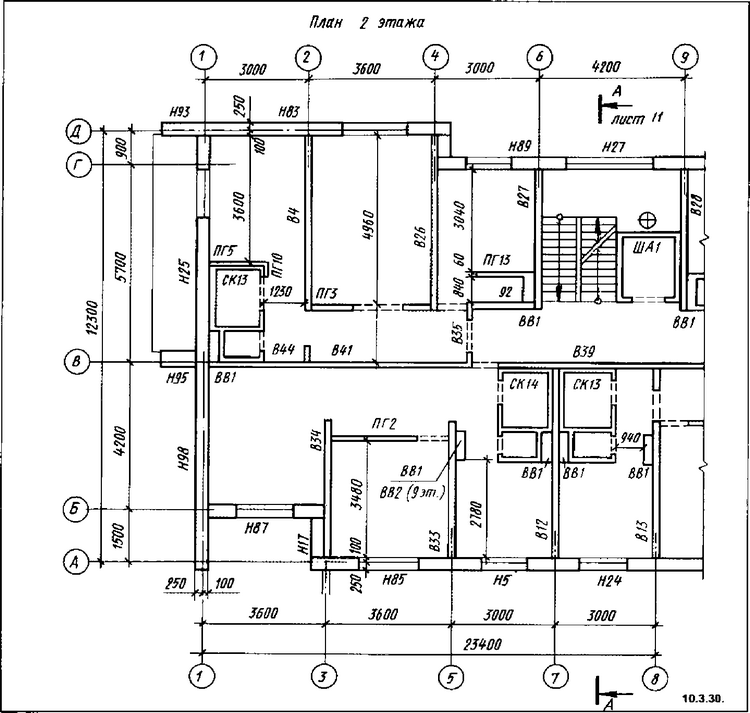 План 2 этажа
1 2 4 6 9
3000 3600 3000 4200
А
лист 11
Н93 Н83 250
Д
100
Н89 Н27
Г
900
3600
В4
4960
В26
3040
В27
В28
ПГ5
ПГ10
60
ПГ13
ША1
СК13
5700
Н25
12300
1230
ПГ3
840
92
ВВ1
ВВ1
В35
В44 В41
В39
В
Н95 ВВ1
СК14 СК13
4200
Н98
В34
ПГ2
ВВ1
ВВ2 (9 эт.)
940
ВВ1 ВВ1 ВВ1
3480
2780
Б
Н87
1500
Н17
100
В33
В12
В13
А
250 100
250
Н85 Н5 Н24
3600 3600 3000 3000
23400
1 3 5 7 8
А
10.3.30.